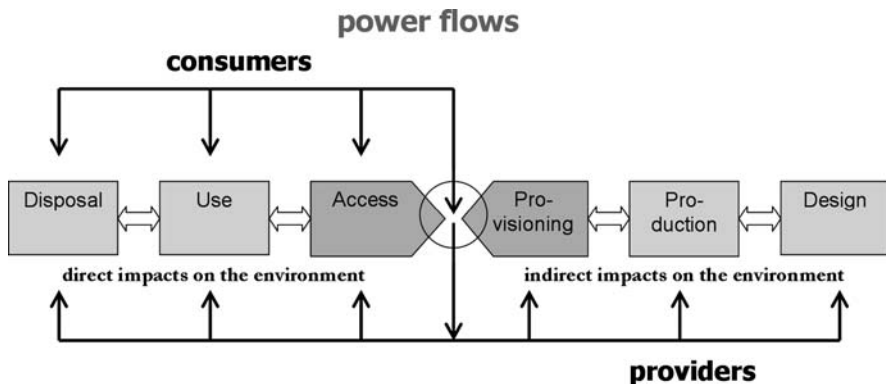 power flows
consumers
Disposal
Use
Access
Pro-
visioning
Pro-
duction
Design
direct impacts on the environment
indirect impacts on the environment
providers